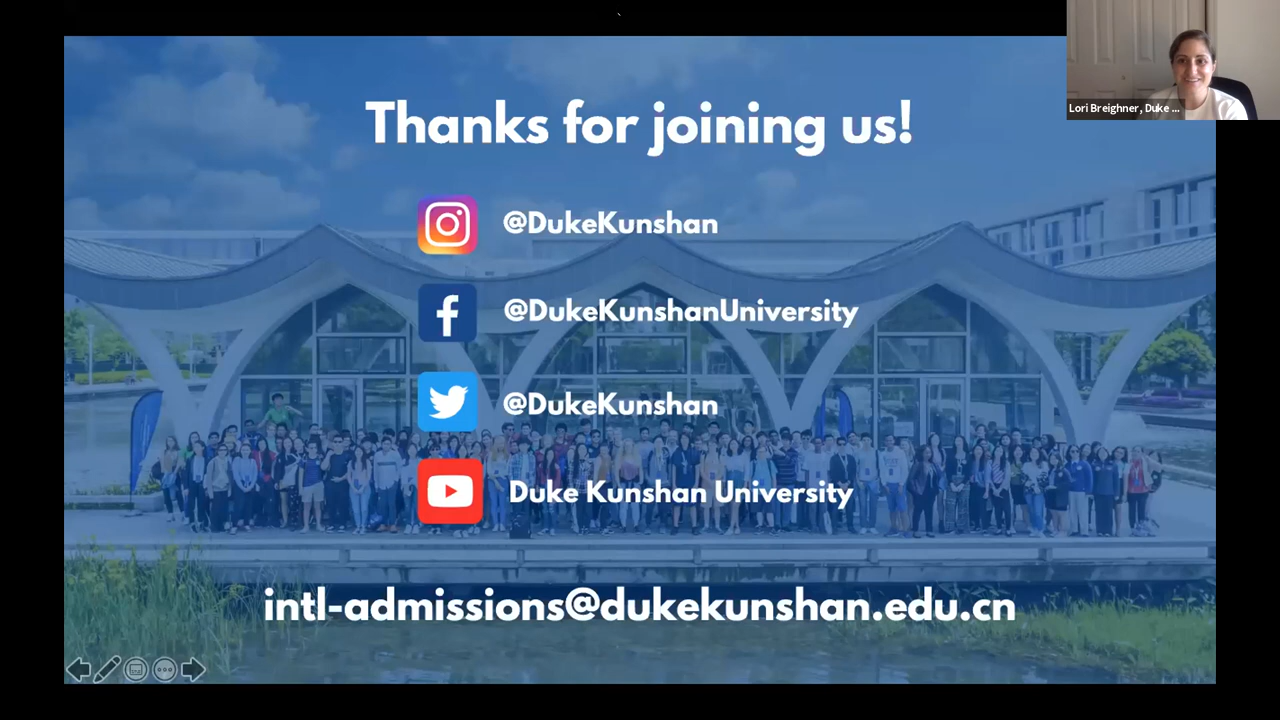 Thanks for joining us!
Lori Breighner, Duke ...
@DukeKunshan
@DukeKunshanUniversity
@DukeKunshan
Duke Kunshan University
intl-admissions@dukekunshan.edu.cn